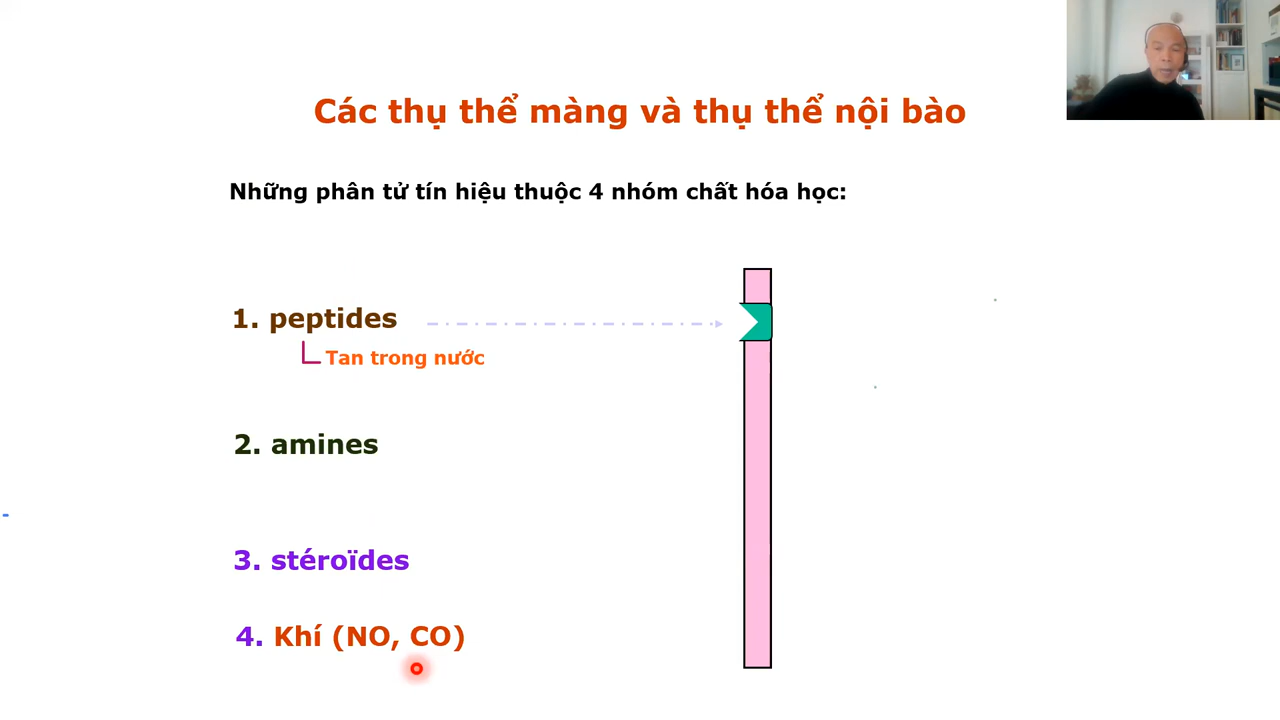 Các thụ thể màng và thụ thể nội bào
Những phân tử tín hiệu thuộc 4 nhóm chất hóa học:
1. peptides
Tan trong nước
2. amines
3. stéroïdes
4. Khí (NO, CO)